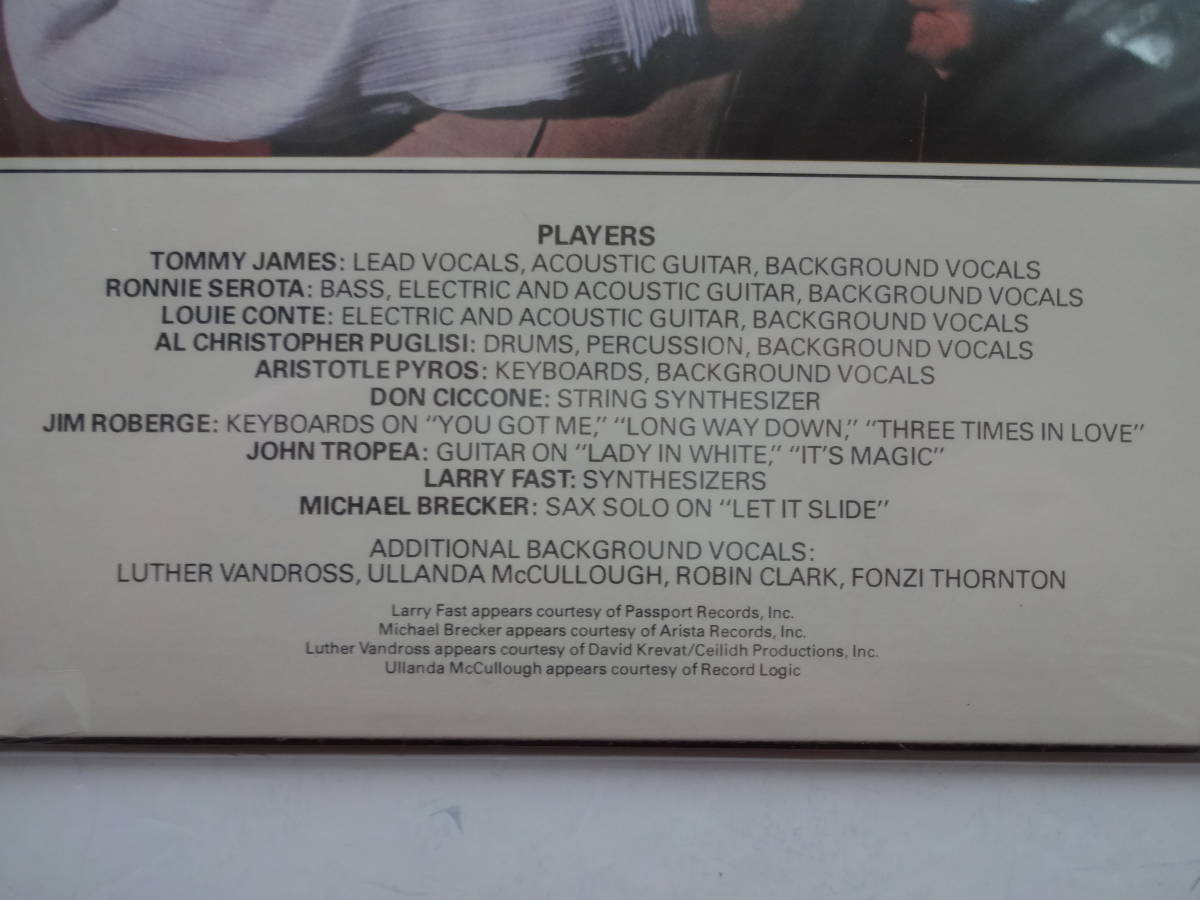 PLAYERS
TOMMY JAMES: LEAD VOCALS, ACOUSTIC GUITAR, BACKGROUND VOCALS
RONNIE SEROTA: BASS, ELECTRIC AND ACOUSTIC GUITAR, BACKGROUND VOCALS
LOUIE CONTE: ELECTRIC AND ACOUSTIC GUITAR, BACKGROUND VOCALS
AL CHRISTOPHER PUGLISI: DRUMS, PERCUSSION, BACKGROUND VOCALS
ARISTOTLE PYROS: KEYBOARDS, BACKGROUND VOCALS
DON CICCONE: STRING SYNTHESIZER
JIM ROBERGE: KEYBOARDS ON “YOU GOT ME,” “LONG WAY DOWN,” “THREE TIMES IN LOVE”
JOHN TROPEA: GUITAR ON “LADY IN WHITE,” “IT’S MAGIC”
LARRY FAST: SYNTHESIZERS
MICHAEL BRECKER: SAX SOLO ON “LET IT SLIDE”
ADDITIONAL BACKGROUND VOCALS:
LUTHER VANDROSS, ULLANDA McCULLOUGH, ROBIN CLARK, FONZI THORNTON
Larry Fast appears courtesy of Passport Records, Inc.
Michael Brecker appears courtesy of Arista Records, Inc.
Luther Vandross appears courtesy of David Krevat/Ceilidh Productions, Inc.
Ullanda McCullough appears courtesy of Record Logic